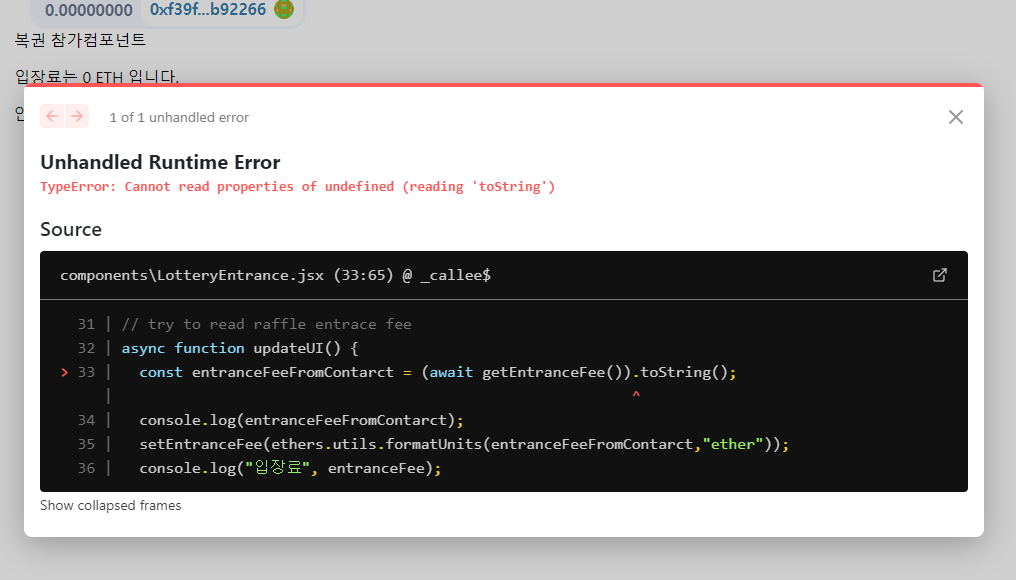 0.00000000 0xf39f...b92266
복권 참가컴포넌트
입장료는 0 ETH 입니다.
1 of 1 unhandled error
Unhandled Runtime Error
TypeError: Cannot read properties of undefined (reading 'toString')
Source
components\LotteryEntrance.jsx (33:65) @ _callee$
31 | // try to read raffle entrace fee
32 | async function updateUI() {
> 33 | const entranceFeeFromContarct = (await getEntranceFee()).toString();
| ^
34 | console.log(entranceFeeFromContarct);
35 | setEntranceFee(ethers.utils.formatUnits(entranceFeeFromContarct,"ether"));
36 | console.log("입장료", entranceFee);
Show collapsed frames